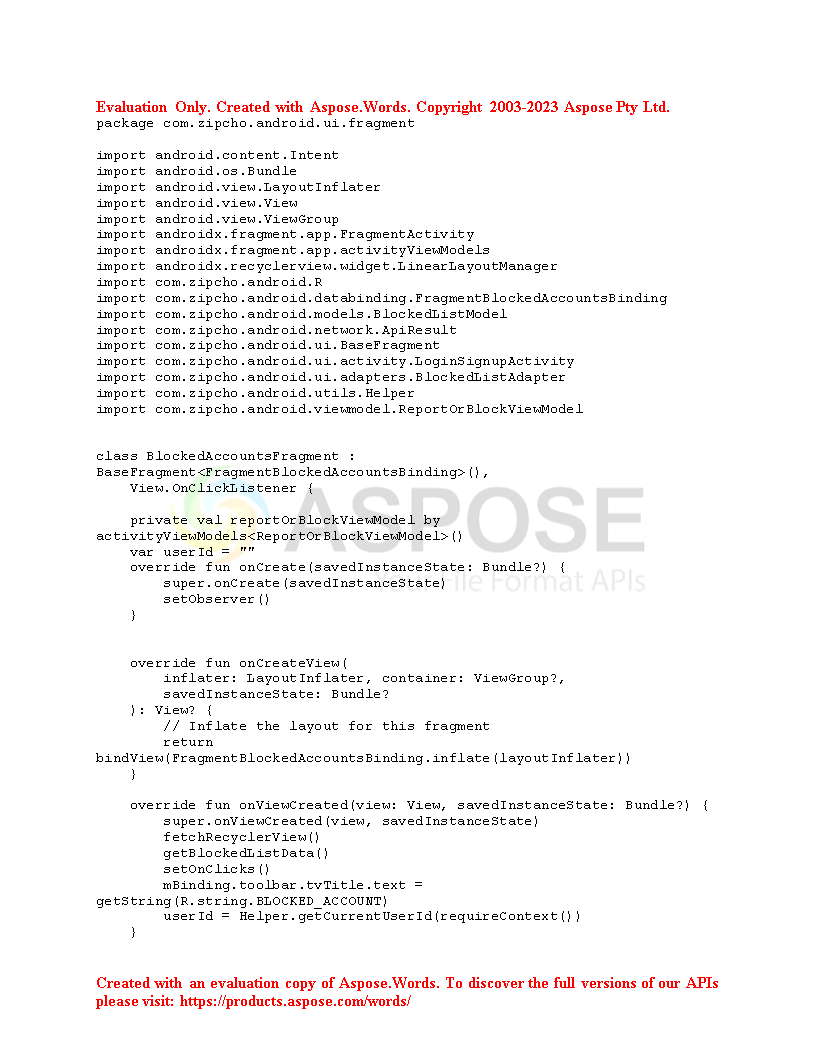 Evaluation Only. Created with Aspose.Words. Copyright 2003-2023 Aspose Pty Ltd.
package com.zipcho.android.ui.fragment

import android.content.Intent
import android.os.Bundle
import android.view.LayoutInflater
import android.view.View
import android.view.ViewGroup
import androidx.fragment.app.FragmentActivity
import androidx.fragment.app.activityViewModels
import androidx.recyclerview.widget.LinearLayoutManager
import com.zipcho.android.R
import com.zipcho.android.databinding.FragmentBlockedAccountsBinding
import com.zipcho.android.models.BlockedListModel
import com.zipcho.android.network.ApiResult
import com.zipcho.android.ui.BaseFragment
import com.zipcho.android.ui.activity.LoginSignupActivity
import com.zipcho.android.ui.adapters.BlockedListAdapter
import com.zipcho.android.utils.Helper
import com.zipcho.android.viewmodel.ReportOrBlockViewModel

class BlockedAccountsFragment :
BaseFragment<FragmentBlockedAccountsBinding>(),
    View.OnClickListener {
ASPOSE
    private val reportOrBlockViewModel by
activityViewModels<ReportOrBlockViewModel>()
    var userId = ""
    override fun onCreate(savedInstanceState: Bundle?) {
        super.onCreate(savedInstanceState)
Your File Format APIs
        setObserver()
    }

    override fun onCreateView(
        inflater: LayoutInflater, container: ViewGroup?,
        savedInstanceState: Bundle?
    ): View? {
        // Inflate the layout for this fragment
        return
bindView(FragmentBlockedAccountsBinding.inflate(layoutInflater))
    }

    override fun onViewCreated(view: View, savedInstanceState: Bundle?) {
        super.onViewCreated(view, savedInstanceState)
        fetchRecyclerView()
        getBlockedListData()
        setOnClicks()
        mBinding.toolbar.tvTitle.text =
getString(R.string.BLOCKED_ACCOUNT)
        userId = Helper.getCurrentUserId(requireContext())
    }

Created with an evaluation copy of Aspose.Words. To discover the full versions of our APIs
please visit: https://products.aspose.com/words/